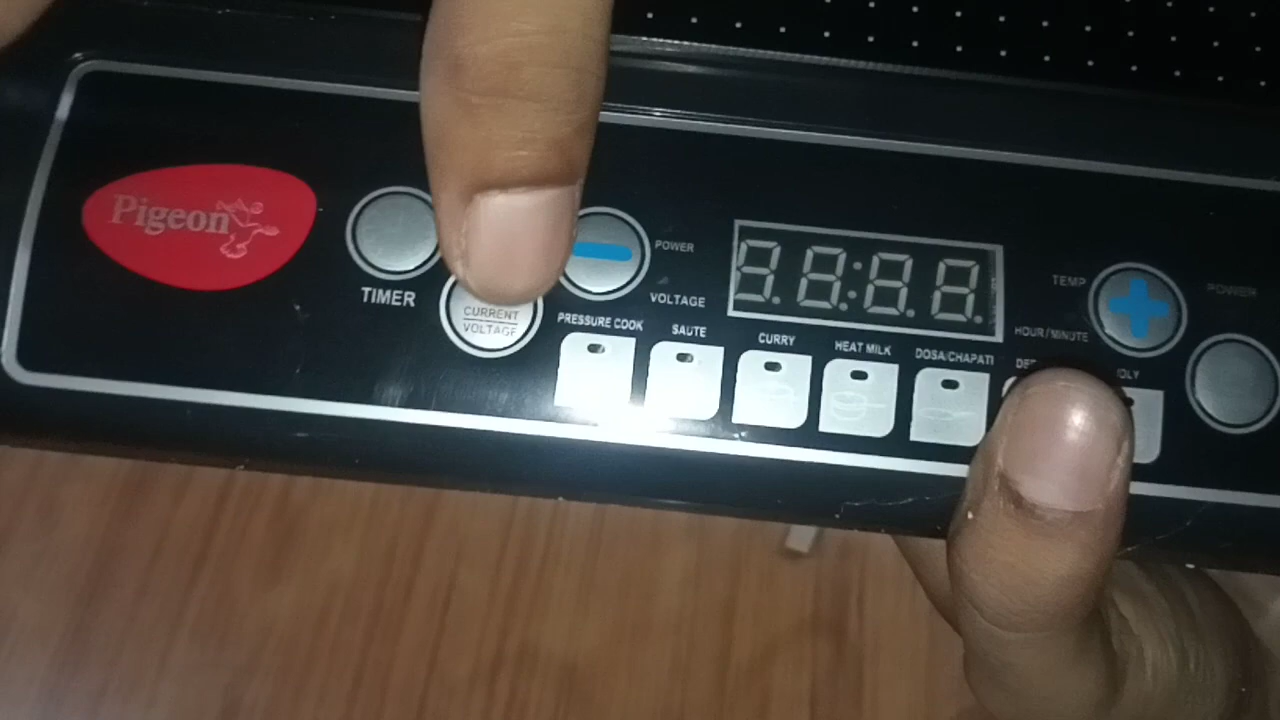 Pigeon
TIMER
CURRENT
VOLTAGE
POWER
VOLTAGE
PRESSURE COOK
SAUTE
CURRY
HEAT MILK
DOSA/CHAPATI
TEMP
HOUR/MINUTE
POWER